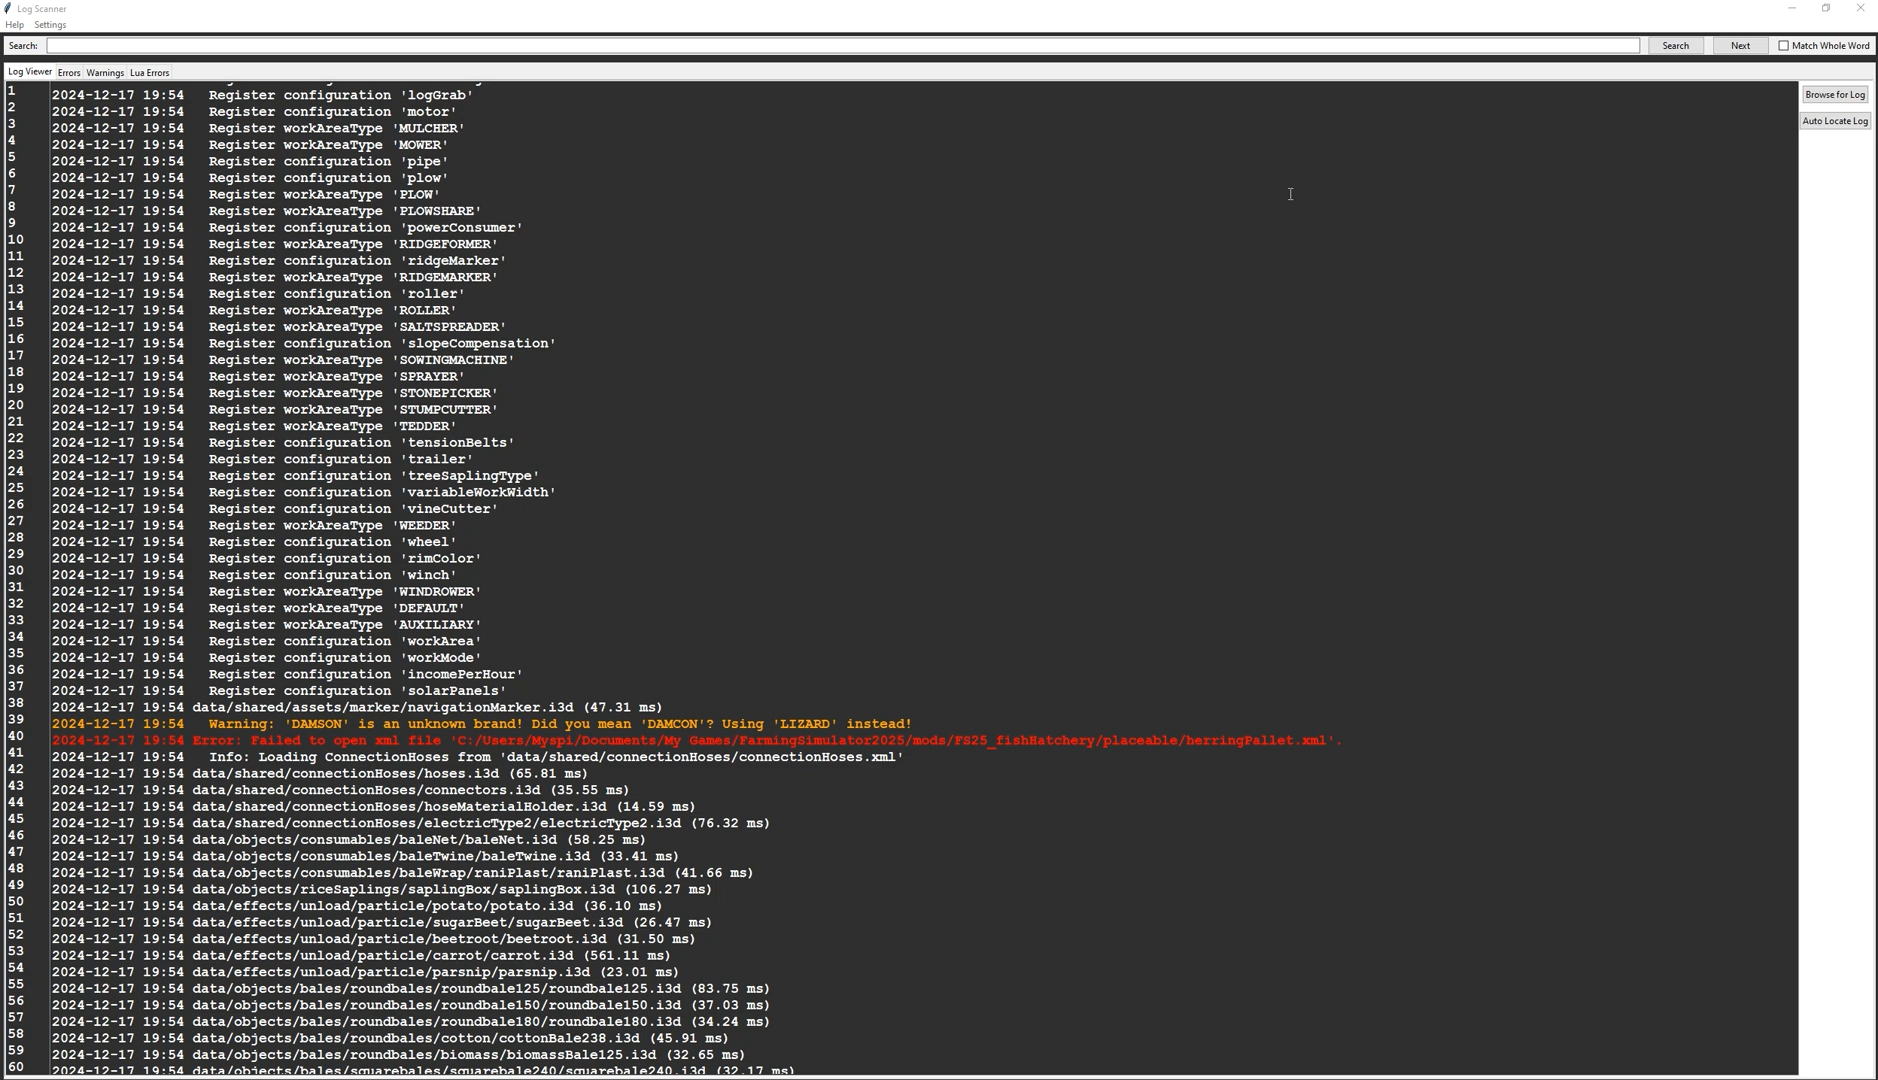 Log Scanner
Help Settings
Search: Search Next Match Whole Word
Log Viewer Errors Warnings Lua Errors
Browse for Log
Auto Locate Log
1 2024-12-17 19:54 Register configuration 'logGrab'
2 2024-12-17 19:54 Register configuration 'motor'
3 2024-12-17 19:54 Register workAreaType 'MULCHER'
4 2024-12-17 19:54 Register workAreaType 'MOWER'
5 2024-12-17 19:54 Register configuration 'pipe'
6 2024-12-17 19:54 Register configuration 'plow'
7 2024-12-17 19:54 Register workAreaType 'PLOW'
8 2024-12-17 19:54 Register workAreaType 'PLOWSHARE'
9 2024-12-17 19:54 Register configuration 'powerConsumer'
10 2024-12-17 19:54 Register workAreaType 'RIDGEFORMER'
11 2024-12-17 19:54 Register configuration 'ridgeMarker'
12 2024-12-17 19:54 Register workAreaType 'RIDGEMARKER'
13 2024-12-17 19:54 Register configuration 'roller'
14 2024-12-17 19:54 Register workAreaType 'ROLLER'
15 2024-12-17 19:54 Register workAreaType 'SALTSPREADER'
16 2024-12-17 19:54 Register configuration 'slopeCompensation'
17 2024-12-17 19:54 Register workAreaType 'SOWINGMACHINE'
18 2024-12-17 19:54 Register workAreaType 'SPRAYER'
19 2024-12-17 19:54 Register workAreaType 'STONEPICKER'
20 2024-12-17 19:54 Register workAreaType 'STUMPCUTTER'
21 2024-12-17 19:54 Register workAreaType 'TEDDER'
22 2024-12-17 19:54 Register configuration 'tensionBelts'
23 2024-12-17 19:54 Register configuration 'trailer'
24 2024-12-17 19:54 Register configuration 'treeSaplingType'
25 2024-12-17 19:54 Register configuration 'variableWorkWidth'
26 2024-12-17 19:54 Register configuration 'vineCutter'
27 2024-12-17 19:54 Register workAreaType 'WEEDER'
28 2024-12-17 19:54 Register configuration 'wheel'
29 2024-12-17 19:54 Register configuration 'rimColor'
30 2024-12-17 19:54 Register configuration 'winch'
31 2024-12-17 19:54 Register workAreaType 'WINDROWER'
32 2024-12-17 19:54 Register workAreaType 'DEFAULT'
33 2024-12-17 19:54 Register workAreaType 'AUXILIARY'
34 2024-12-17 19:54 Register configuration 'workArea'
35 2024-12-17 19:54 Register configuration 'workMode'
36 2024-12-17 19:54 Register configuration 'incomePerHour'
37 2024-12-17 19:54 Register configuration 'solarPanels'
38 2024-12-17 19:54 data/shared/assets/marker/navigationMarker.i3d (47.31 ms)
39 2024-12-17 19:54 Warning: 'DAMSON' is an unknown brand! Did you mean 'DAMCON'? Using 'LIZARD' instead!
40 2024-12-17 19:54 Error: Failed to open xml file 'C:/Users/Myspi/Documents/My Games/FarmingSimulator2025/mods/FS25_fishHatchery/placeable/herringPallet.xml'.
41 2024-12-17 19:54 Info: Loading ConnectionHoses from 'data/shared/connectionHoses/connectionHoses.xml'
42 2024-12-17 19:54 data/shared/connectionHoses/hoses.i3d (65.81 ms)
43 2024-12-17 19:54 data/shared/connectionHoses/connectors.i3d (35.55 ms)
44 2024-12-17 19:54 data/shared/connectionHoses/hoseMaterialHolder.i3d (14.59 ms)
45 2024-12-17 19:54 data/shared/connectionHoses/electricType2/electricType2.i3d (76.32 ms)
46 2024-12-17 19:54 data/objects/consumables/baleNet/baleNet.i3d (58.25 ms)
47 2024-12-17 19:54 data/objects/consumables/baleTwine/baleTwine.i3d (33.41 ms)
48 2024-12-17 19:54 data/objects/consumables/baleWrap/raniPlast/raniPlast.i3d (41.66 ms)
49 2024-12-17 19:54 data/objects/riceSaplings/saplingBox/saplingBox.i3d (106.27 ms)
50 2024-12-17 19:54 data/effects/unload/particle/potato/potato.i3d (36.10 ms)
51 2024-12-17 19:54 data/effects/unload/particle/sugarBeet/sugarBeet.i3d (26.47 ms)
52 2024-12-17 19:54 data/effects/unload/particle/beetroot/beetroot.i3d (31.50 ms)
53 2024-12-17 19:54 data/effects/unload/particle/carrot/carrot.i3d (561.11 ms)
54 2024-12-17 19:54 data/effects/unload/particle/parsnip/parsnip.i3d (23.01 ms)
55 2024-12-17 19:54 data/objects/bales/roundbales/roundbale125/roundbale125.i3d (83.75 ms)
56 2024-12-17 19:54 data/objects/bales/roundbales/roundbale150/roundbale150.i3d (37.03 ms)
57 2024-12-17 19:54 data/objects/bales/roundbales/roundbale180/roundbale180.i3d (34.24 ms)
58 2024-12-17 19:54 data/objects/bales/roundbales/cotton/cottonBale238.i3d (45.91 ms)
59 2024-12-17 19:54 data/objects/bales/roundbales/biomass/biomassBale125.i3d (32.65 ms)
60 2024-12-17 19:54 data/objects/bales/squarebales/squarebale240/squarebale240.i3d (32.17 ms)